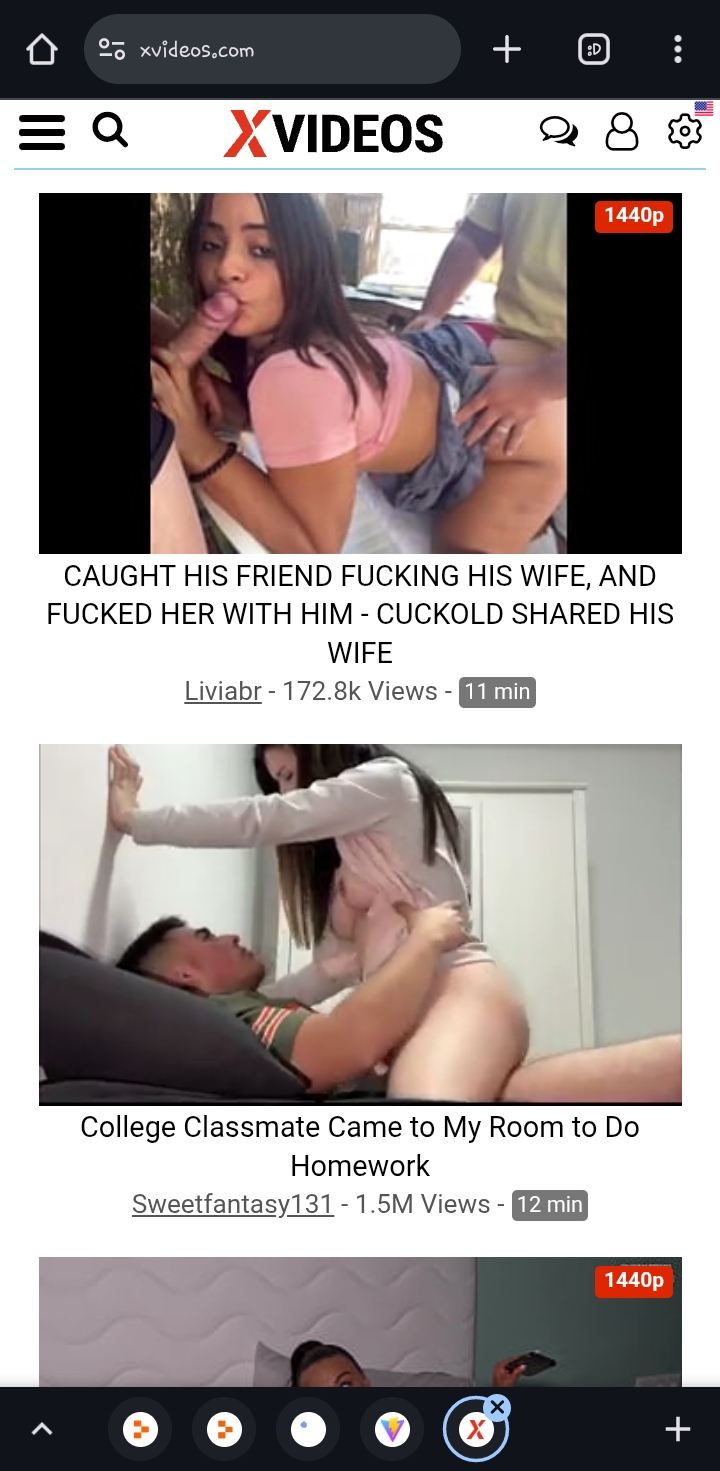 xvideos.com
:D
XVIDEOS
1440p
CAUGHT HIS FRIEND FUCKING HIS WIFE, AND
FUCKED HER WITH HIM - CUCKOLD SHARED HIS
WIFE
Liviabr - 172.8k Views - 11 min
College Classmate Came to My Room to Do
Homework
Sweetfantasy131 - 1.5M Views - 12 min
1440p